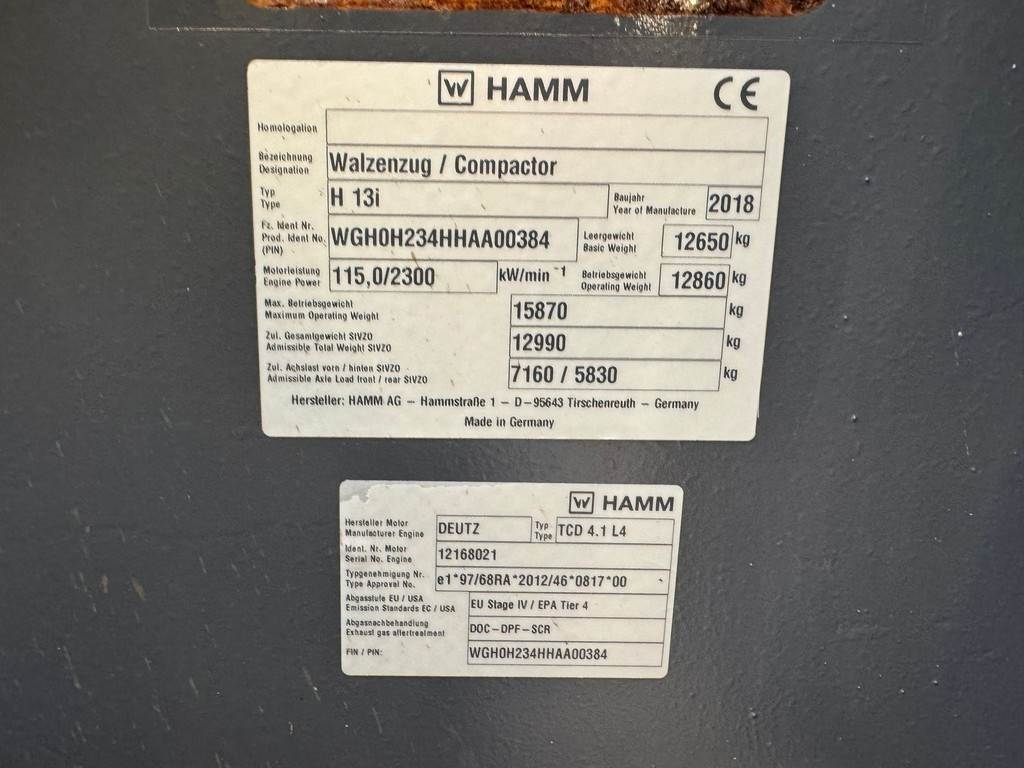 W HAMM CE
Homologation
Bezeichnung
Designation
Walzenzug / Compactor
Typ
Type
H 13i
Baujahr
Year of Manufacture
2018
Fz. Ident Nr.
Prod. Ident No.
(PIN)
WGH0H234HHAA00384
Leergewicht
Basic Weight
12650 kg
Motorleistung
Engine Power
115,0/2300 kW/min -1
Betriebsgewicht
Operating Weight
12860 kg
Max. Betriebsgewicht
Maximum Operating Weight
15870 kg
Zul. Gesamtgewicht StVZO
Admissible Total Weight StVZO
12990 kg
Zul. Achslast vorn / hinten StVZO
Admissible Axle Load front / rear StVZO
7160 / 5830 kg
Hersteller: HAMM AG – Hammstraße 1 – D–95643 Tirschenreuth – Germany
Made in Germany
W HAMM
Hersteller Motor
Manufacturer Engine
DEUTZ
Typ
Type
TCD 4.1 L4
Ident. Nr. Motor
Serial No. Engine
12168021
Typgenehmigung Nr.
Type Approval No.
e1*97/68RA*2012/46*0817*00
Abgasstufe EU / USA
Emission Standards EC / USA
EU Stage IV / EPA Tier 4
Abgasnachbehandlung
Exhaust gas aftertreatment
DOC–DPF–SCR
FIN / PIN:
WGH0H234HHAA00384